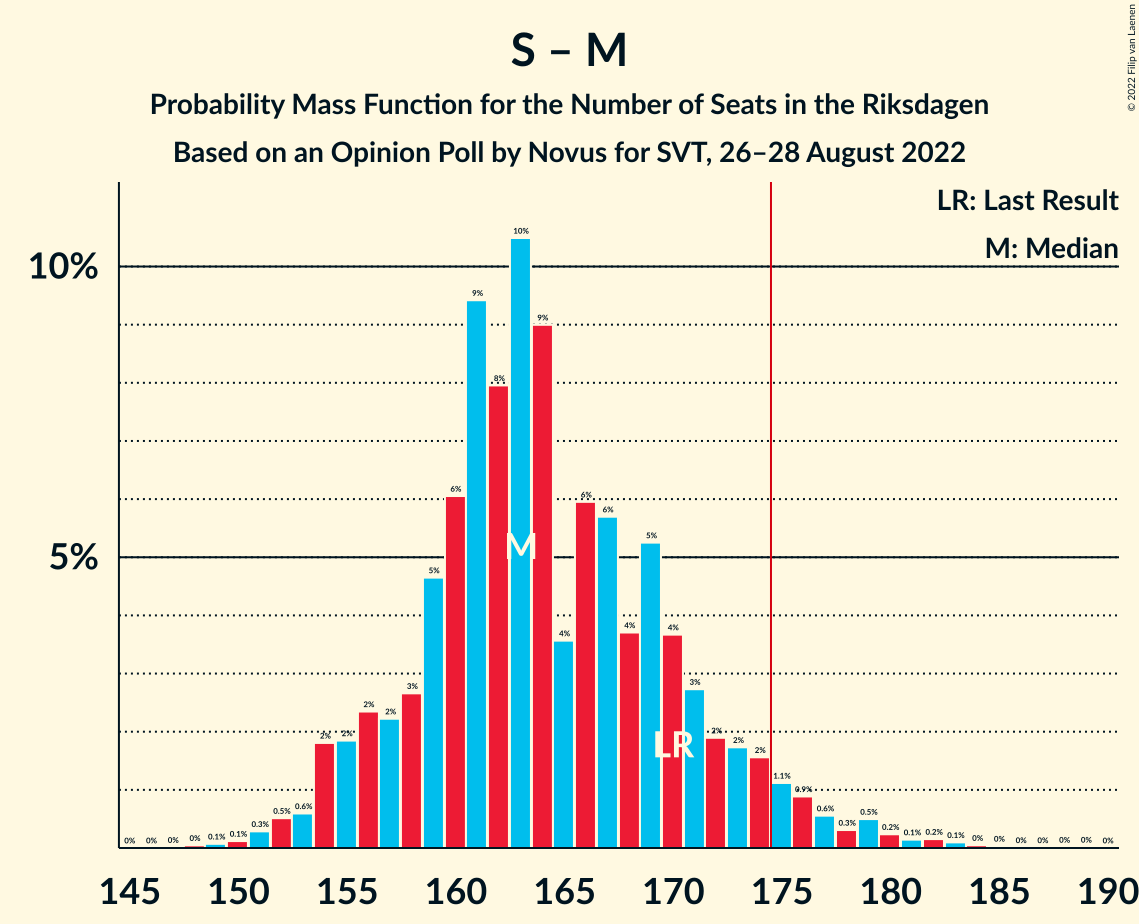 S – M
Probability Mass Function for the Number of Seats in the Riksdagen
Based on an Opinion Poll by Novus for SVT, 26–28 August 2022
© 2022 Filip van Laenen
LR: Last Result
M: Median
10%
5%
0% 0% 0% 0% 0.1% 0.1% 0.3% 0.5% 0.6% 2% 2% 2% 2% 3% 5% 6% 9% 8% 10% 9% 4% 6% 6% 4% 5% 4% 3% 2% 2% 2% 1.1% 0.9% 0.6% 0.3% 0.5% 0.2% 0.1% 0.2% 0.1% 0% 0% 0% 0% 0% 0% 0%
M
LR
145 150 155 160 165 170 175 180 185 190